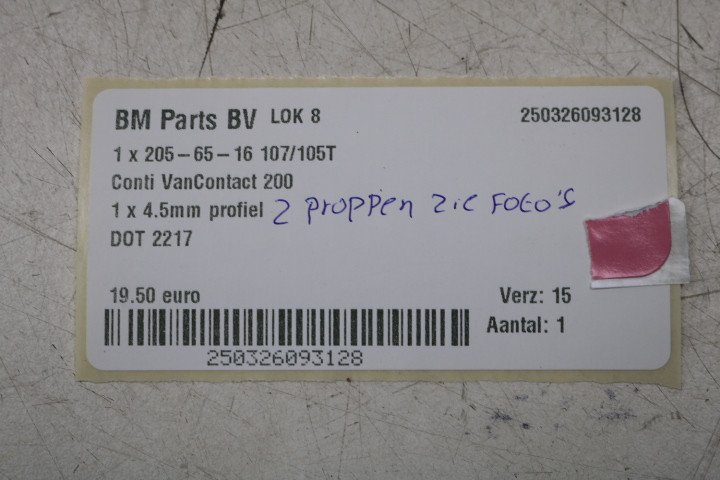 BM Parts BV LOK 8 250326093128
1 x 205-65-16 107/105T
Conti VanContact 200
1 x 4.5mm profiel 2 proppen zie Foto's
DOT 2217
19.50 euro Verz: 15
Aantal: 1
250326093128